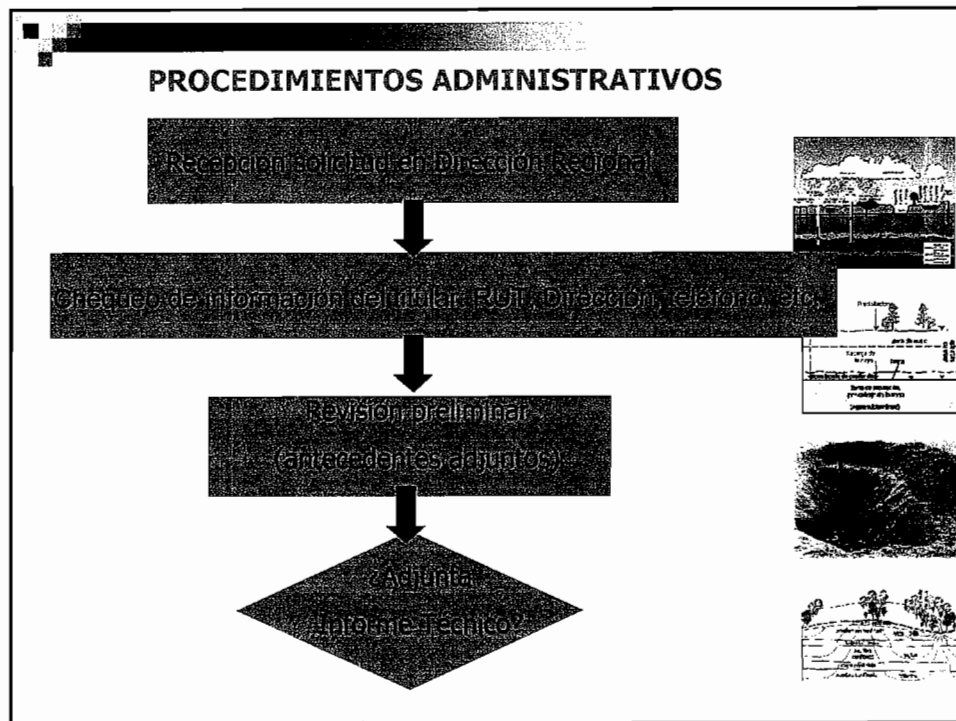 PROCEDIMIENTOS ADMINISTRATIVOS
Recepción solicitud en Dirección Regional
Chequeo de información del titular, RUT, Dirección, teléfono, etc.
Revisión preliminar
(antecedentes adjuntos)
¿Adjunta
Informe Técnico?